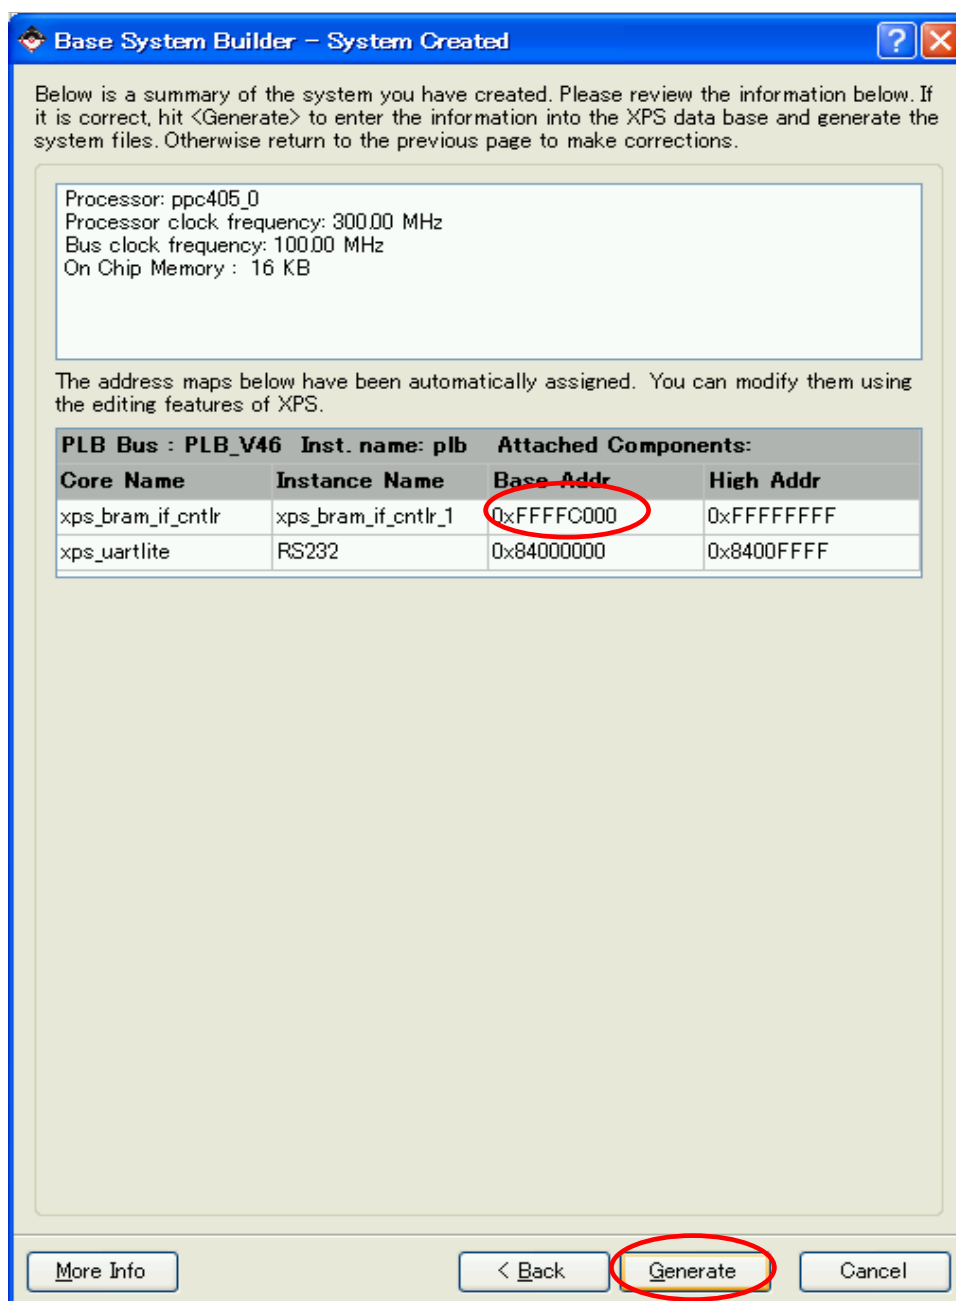 Base System Builder - System Created
Below is a summary of the system you have created. Please review the information below. If
it is correct, hit <Generate> to enter the information into the XPS data base and generate the
system files. Otherwise return to the previous page to make corrections.
Processor: ppc405_0
Processor clock frequency: 300.00 MHz
Bus clock frequency: 100.00 MHz
On Chip Memory : 16 KB
The address maps below have been automatically assigned. You can modify them using
the editing features of XPS.
PLB Bus : PLB_V46 Inst. name: plb Attached Components:
Core Name Instance Name Base Addr High Addr
xps_bram_if_cntlr xps_bram_if_cntlr_1 0xFFFFC000 0xFFFFFFFF
xps_uartlite RS232 0x84000000 0x8400FFFF
More Info < Back Generate Cancel